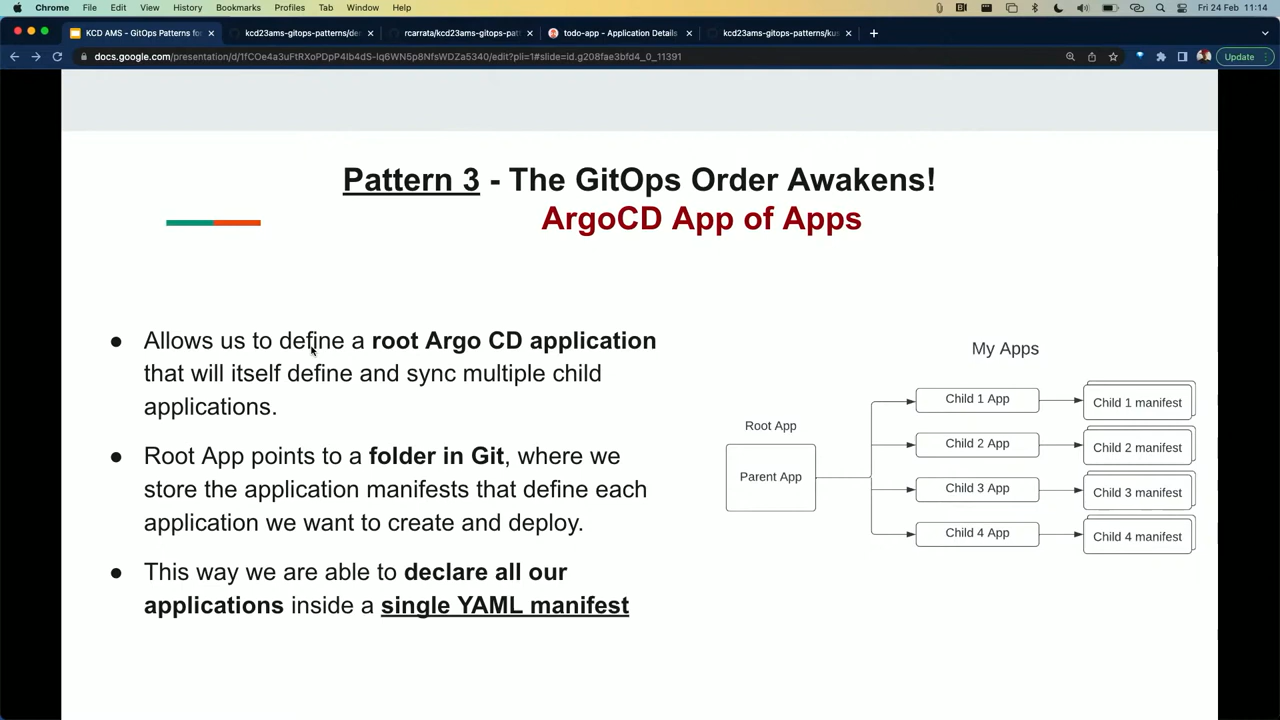 Chrome File Edit View History Bookmarks Profiles Tab Window Help Fri 24 Feb 11:14
KCD AMS - GitOps Patterns fo kcd23ams-gitops-patterns/de rcarrata/kcd23ams-gitops-pat todo-app - Application Details kcd23ams-gitops-patterns/kus
docs.google.com/presentation/d/1fCOe4a3uFtRXoPDpP4Ib4dS-Iq6WN5p8NfsWDZa5340/edit?pli=1#slide=id.g208fae3bfd4_0_11391 Update
Pattern 3 - The GitOps Order Awakens!
ArgoCD App of Apps
● Allows us to define a root Argo CD application
that will itself define and sync multiple child
applications.
● Root App points to a folder in Git, where we
store the application manifests that define each
application we want to create and deploy.
● This way we are able to declare all our
applications inside a single YAML manifest
My Apps
Root App
Parent App
Child 1 App Child 1 manifest
Child 2 App Child 2 manifest
Child 3 App Child 3 manifest
Child 4 App Child 4 manifest